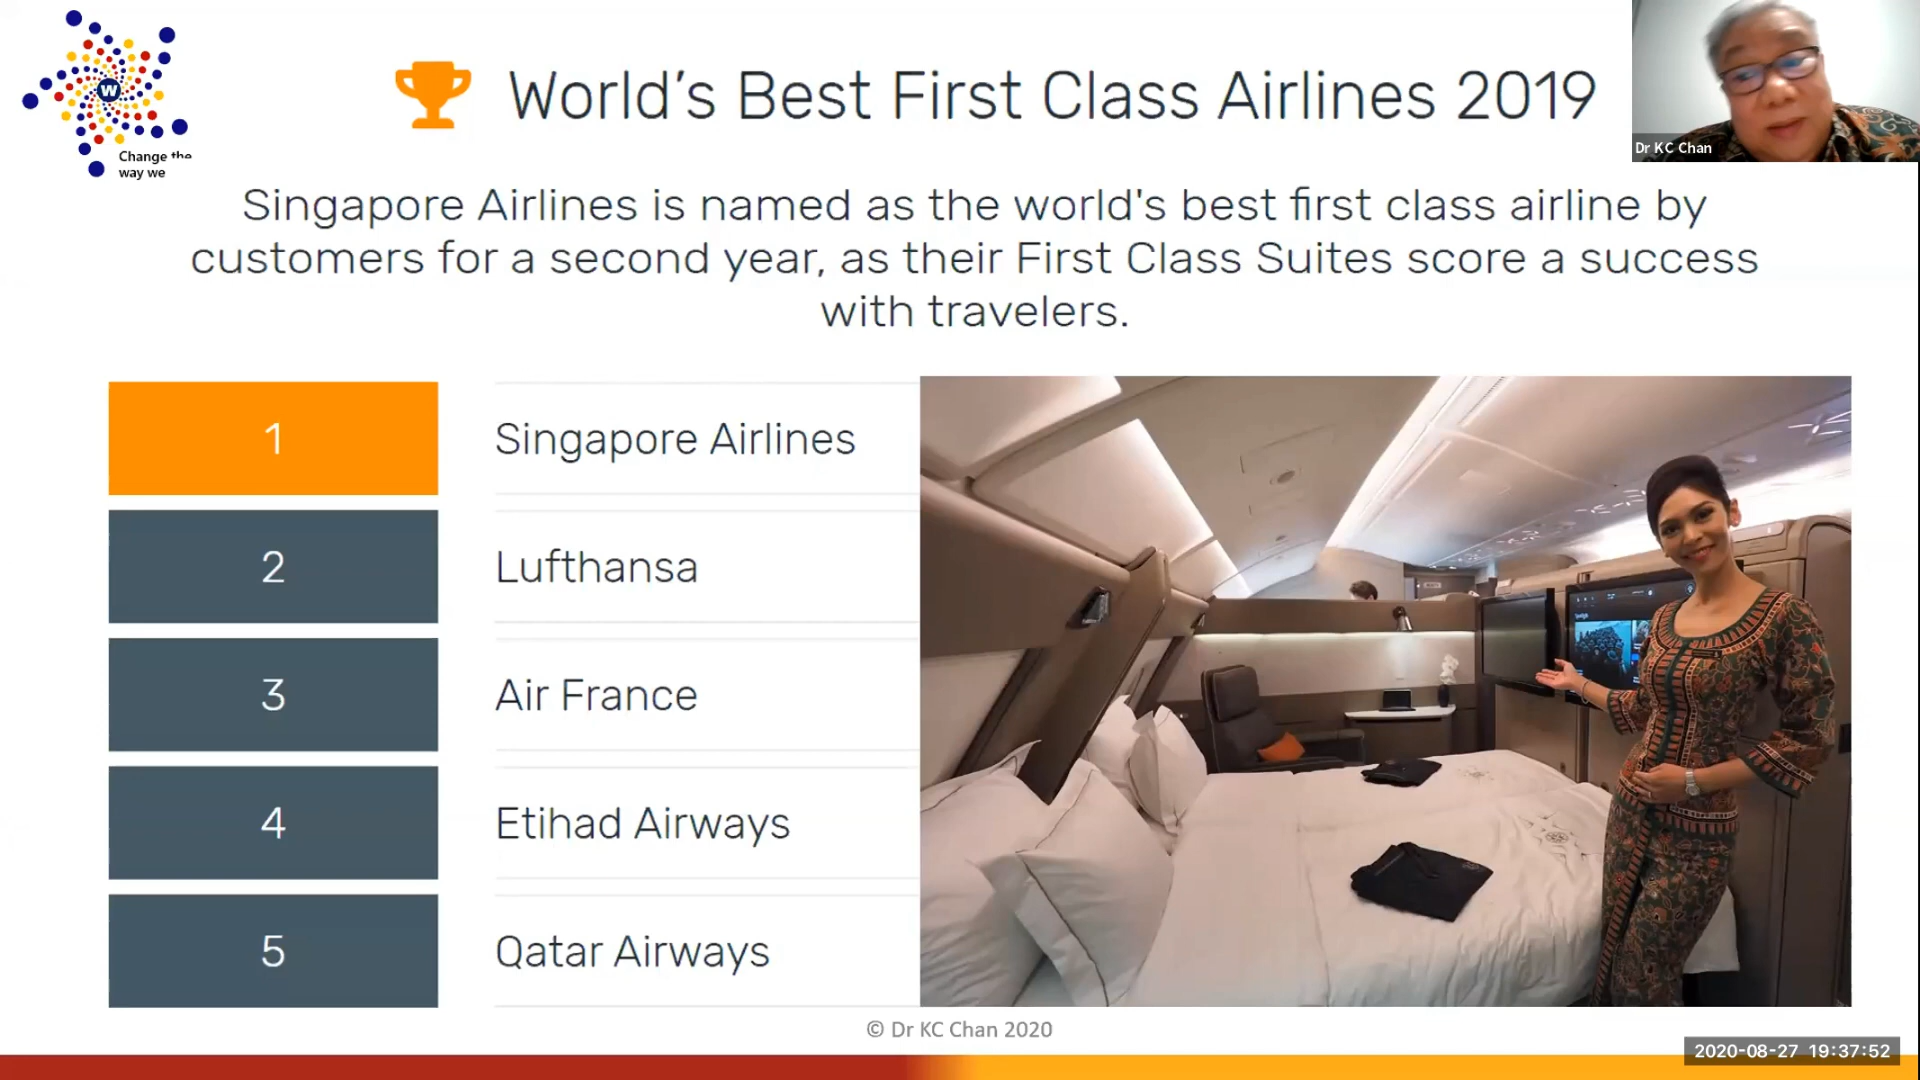 W
Change the
way we
World's Best First Class Airlines 2019
Dr KC Chan
Singapore Airlines is named as the world's best first class airline by
customers for a second year, as their First Class Suites score a success
with travelers.
1
Singapore Airlines
2
Lufthansa
3
Air France
4
Etihad Airways
5
Qatar Airways
© Dr KC Chan 2020
2020-08-27 19:37:52